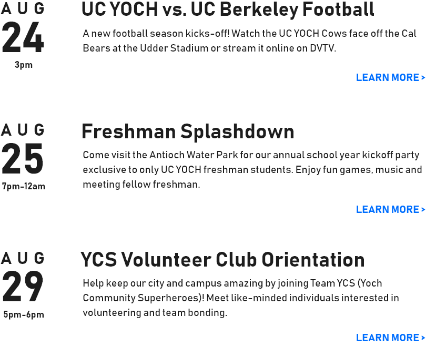 AUG
24
3pm
UC YOCH vs. UC Berkeley Football
A new football season kicks-off! Watch the UC YOCH Cows face off the Cal
Bears at the Udder Stadium or stream it online on DVTV.
LEARN MORE >
AUG
25
7pm-12am
Freshman Splashdown
Come visit the Antioch Water Park for our annual school year kickoff party
exclusive to only UC YOCH freshman students. Enjoy fun games, music and
meeting fellow freshman.
LEARN MORE >
AUG
29
5pm-6pm
YCS Volunteer Club Orientation
Help keep our city and campus amazing by joining Team YCS (Yoch
Community Superheroes)! Meet like-minded individuals interested in
volunteering and team bonding.
LEARN MORE >